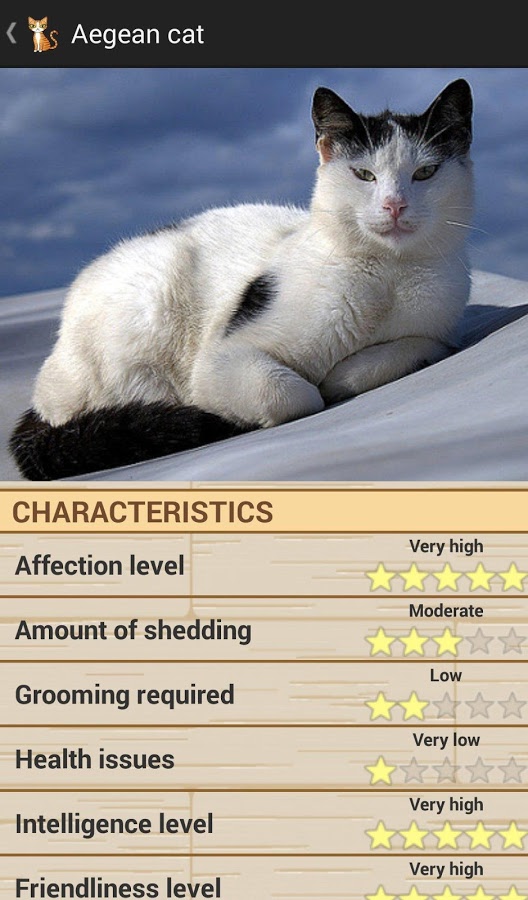 Aegean cat
CHARACTERISTICS
Affection level
Very high
Amount of shedding
Moderate
Grooming required
Low
Health issues
Very low
Intelligence level
Very high
Friendliness level
Very high